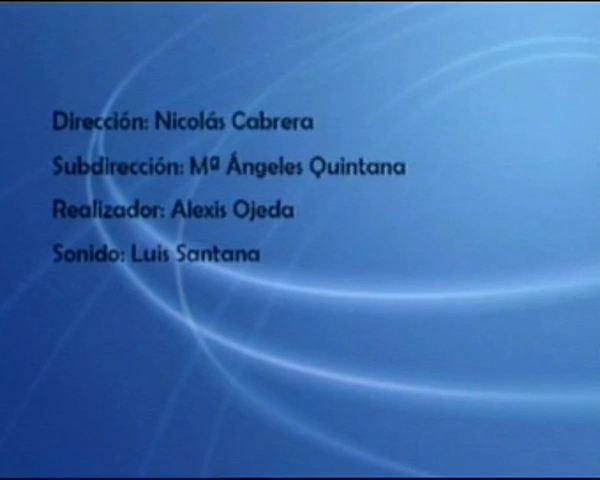 Dirección: Nicolás Cabrera
Subdirección: Mª Ángeles Quintana
Realizador: Alexis Ojeda
Sonido: Luis Santana